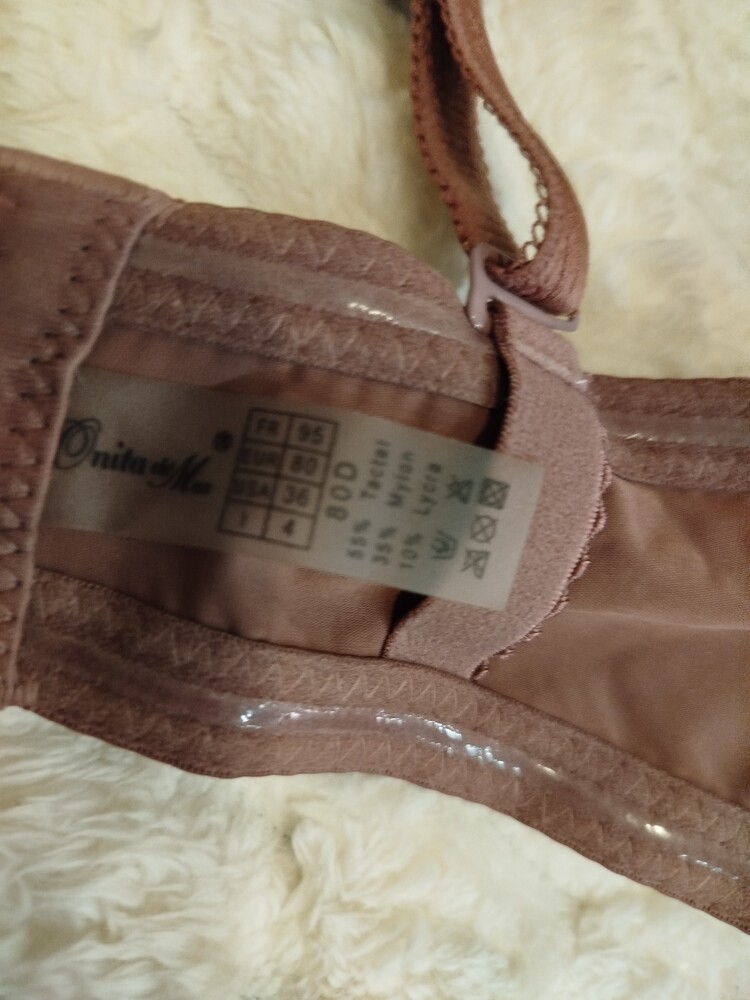 Onita de Mar®
FR 95
EUR 80
USA 36
I 4
80D
55% Tactel
35% Nylon
10% Lycra